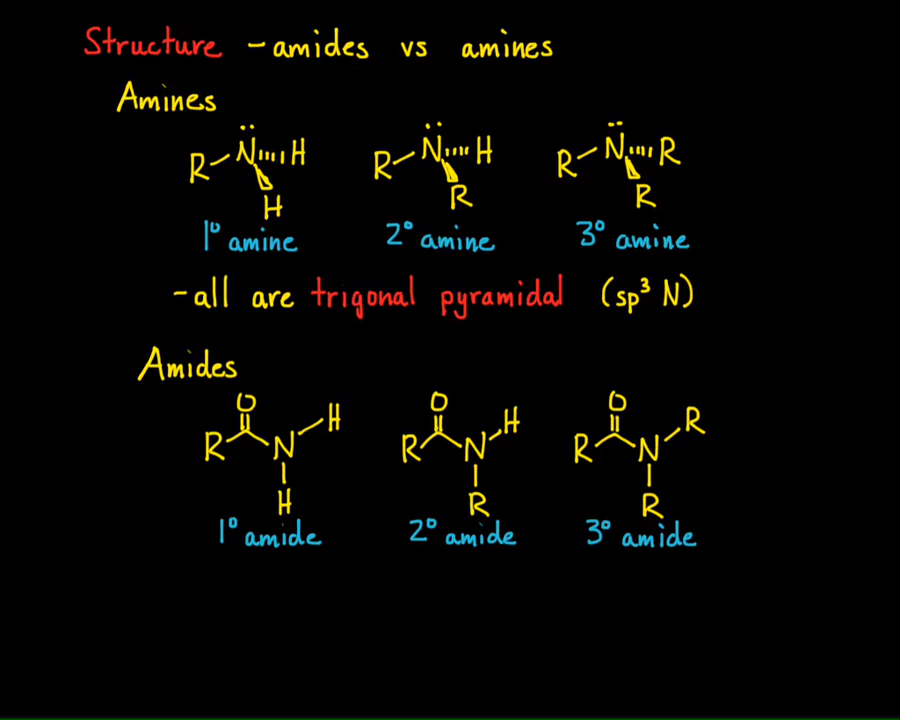 Structure - amides vs amines
Amines
R N H H
R N H R
R N R R
1° amine 2° amine 3° amine
- all are trigonal pyramidal (sp³ N)
Amides
O R N H H
O R N H R
O R N R R
1° amide 2° amide 3° amide